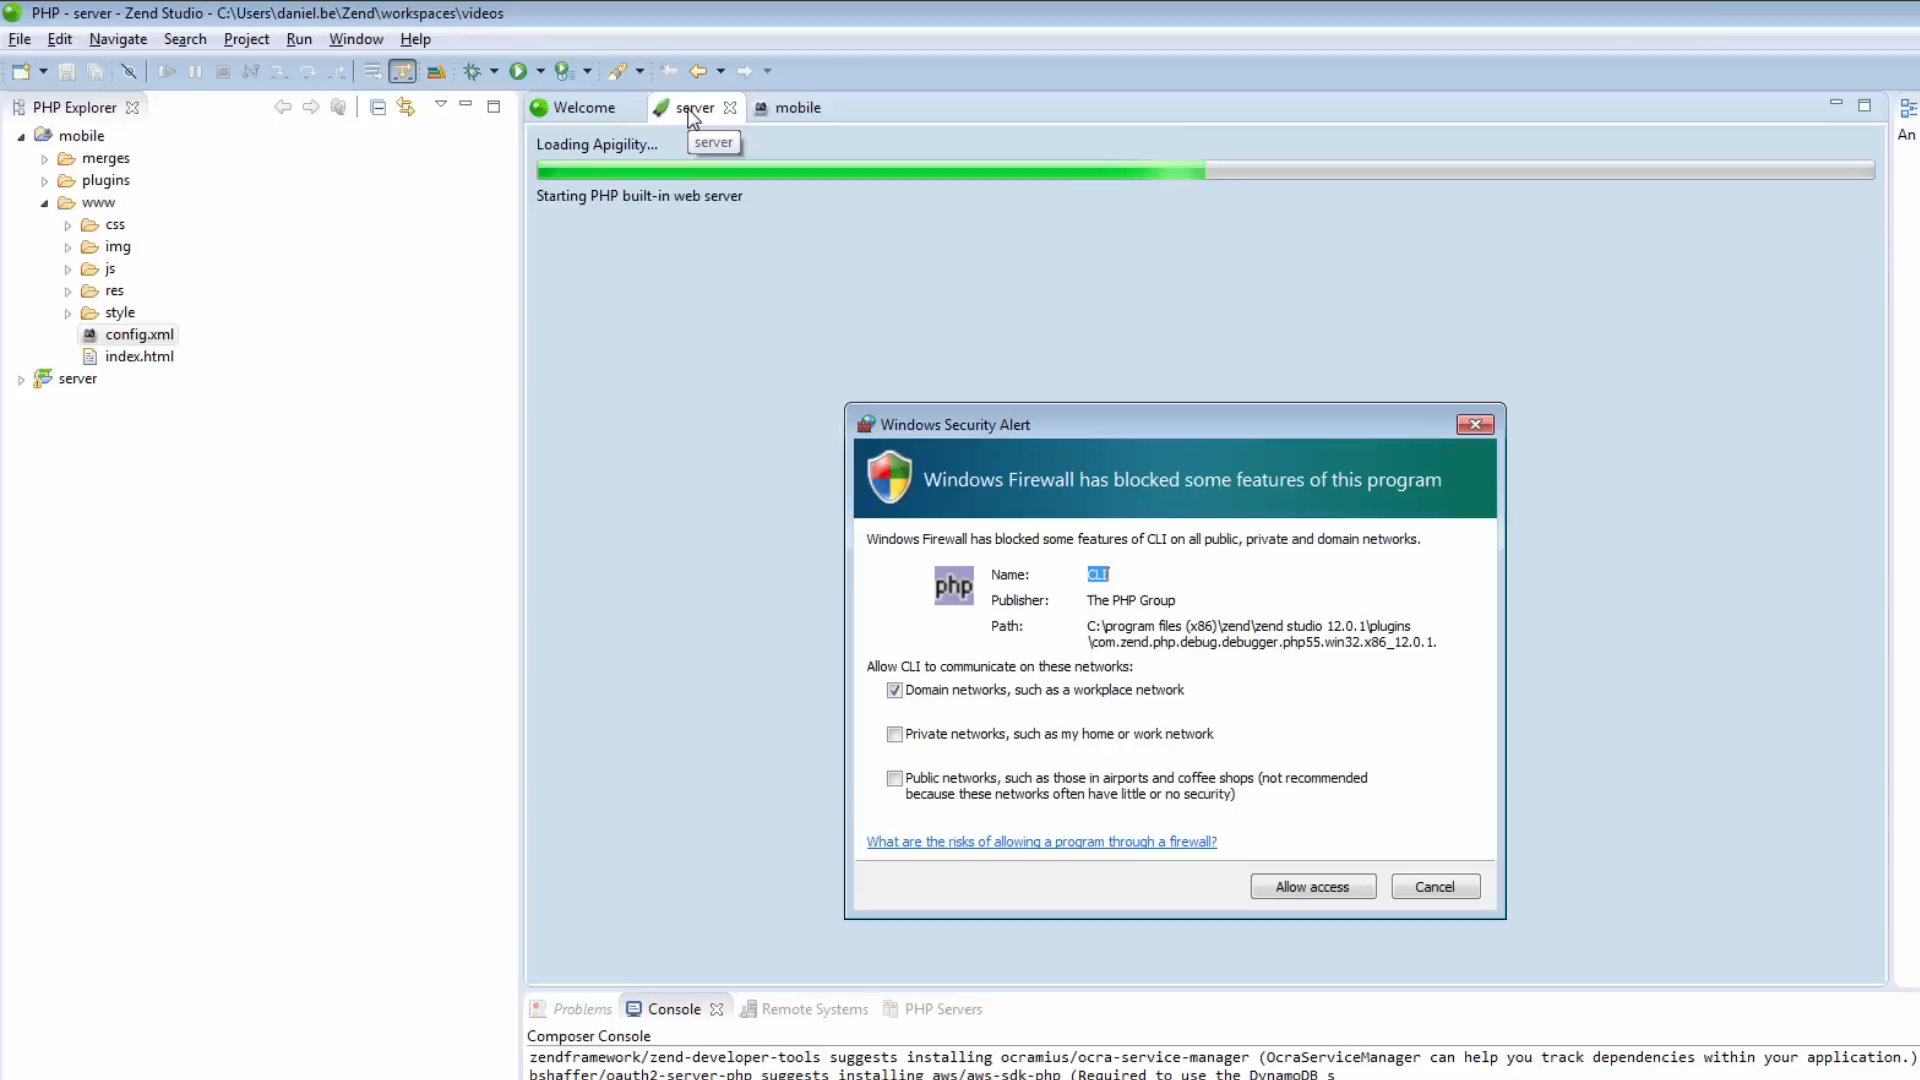 PHP - server - Zend Studio - C:\Users\daniel.be\Zend\workspaces\videos
File Edit Navigate Search Project Run Window Help
PHP Explorer
Welcome server mobile
An
mobile
merges
plugins
www
css
img
js
res
style
config.xml
index.html
server
Loading Apigility...
server
Starting PHP built-in web server
Windows Security Alert
Windows Firewall has blocked some features of this program
Windows Firewall has blocked some features of CLI on all public, private and domain networks.
php
Name: CLI
Publisher: The PHP Group
Path: C:\program files (x86)\zend\zend studio 12.0.1\plugins
\com.zend.php.debug.debugger.php55.win32.x86_12.0.1.
Allow CLI to communicate on these networks:
Domain networks, such as a workplace network
Private networks, such as my home or work network
Public networks, such as those in airports and coffee shops (not recommended
because these networks often have little or no security)
What are the risks of allowing a program through a firewall?
Allow access Cancel
Problems Console Remote Systems PHP Servers
Composer Console
zendframework/zend-developer-tools suggests installing ocramius/ocra-service-manager (OcraServiceManager can help you track dependencies within your application.)
bshaffer/oauth2-server-php suggests installing aws/aws-sdk-php (Required to use the DynamoDB s